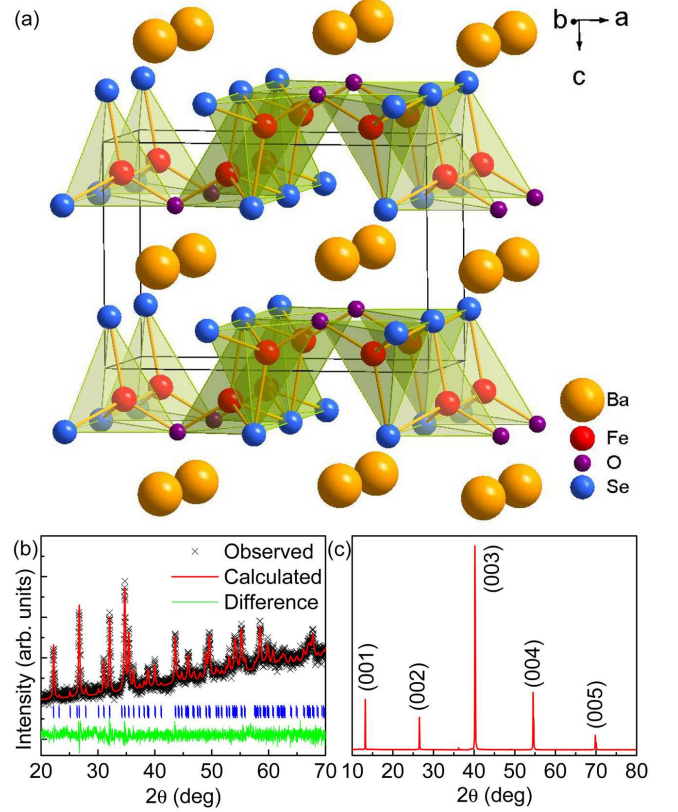 (a)
b
a
c
Ba
Fe
O
Se
(b)
Observed
Calculated
Difference
Intensity (arb. units)
20 30 40 50 60 70
2θ (deg)
(c)
(001)
(002)
(003)
(004)
(005)
10 20 30 40 50 60 70 80
2θ (deg)